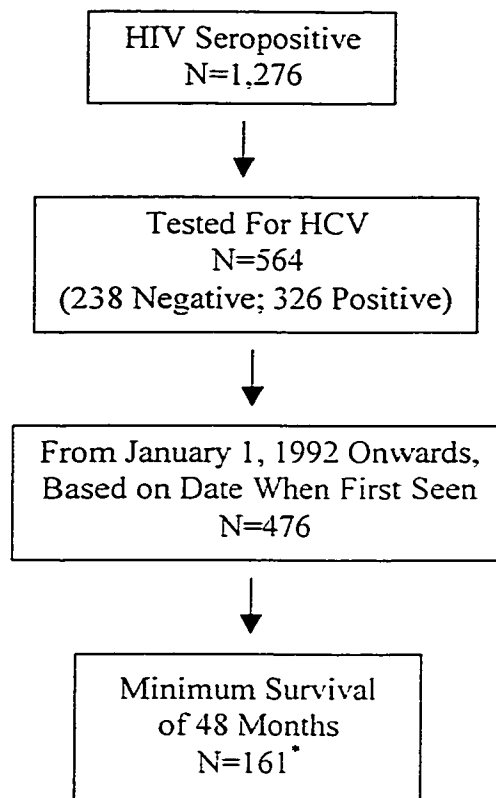 HIV Seropositive
N=1,276
Tested For HCV
N=564
(238 Negative; 326 Positive)
From January 1, 1992 Onwards,
Based on Date When First Seen
N=476
Minimum Survival
of 48 Months
N=161*